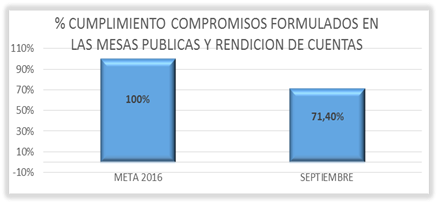 % CUMPLIMIENTO COMPROMISOS FORMULADOS EN
LAS MESAS PUBLICAS Y RENDICION DE CUENTAS
110%
90%
70%
50%
30%
10%
-10%
100%
71,40%
META 2016
SEPTIEMBRE